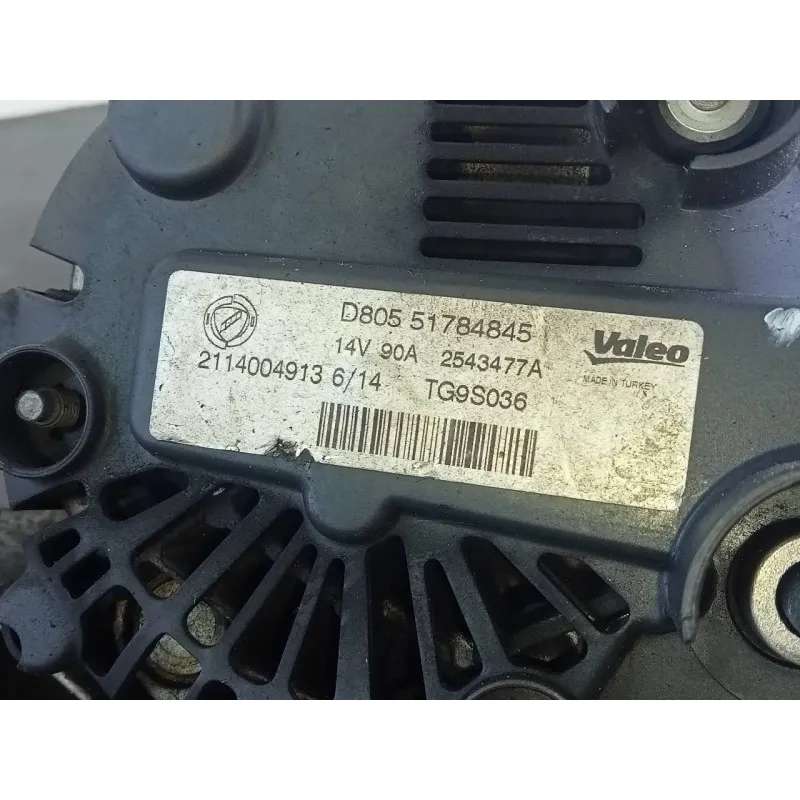 D805 51784845
14V 90A 2543477A
2114004913 6/14 TG9S036
Valeo
MADE IN TURKEY